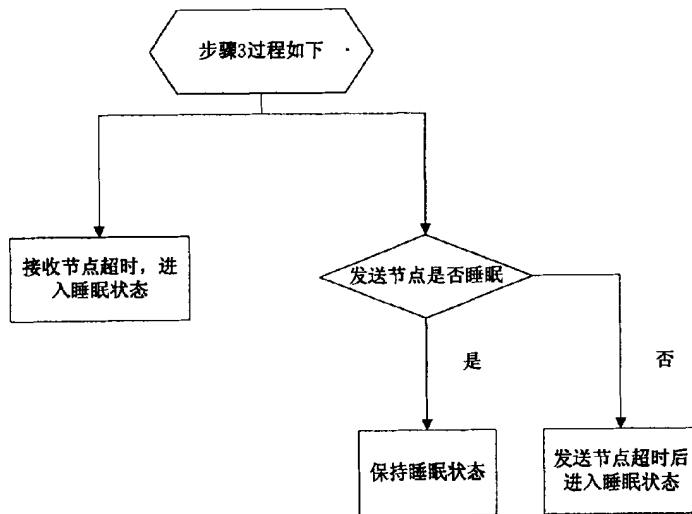 步骤3过程如下
接收节点超时，进
入睡眠状态
发送节点是否睡眠
是
否
保持睡眠状态
发送节点超时后
进入睡眠状态